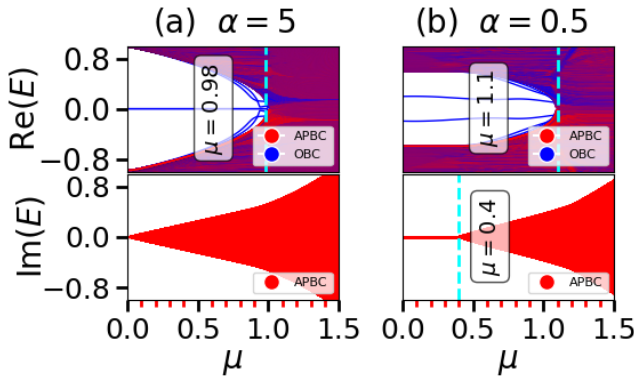 (a) α = 5
(b) α = 0.5
Re(E)
0.8
0.0
−0.8
μ = 0.98
APBC
OBC
μ = 1.1
APBC
OBC
Im(E)
0.8
0.0
−0.8
APBC
μ = 0.4
APBC
0.0 0.5 1.0 1.5
0.0 0.5 1.0 1.5
μ
μ